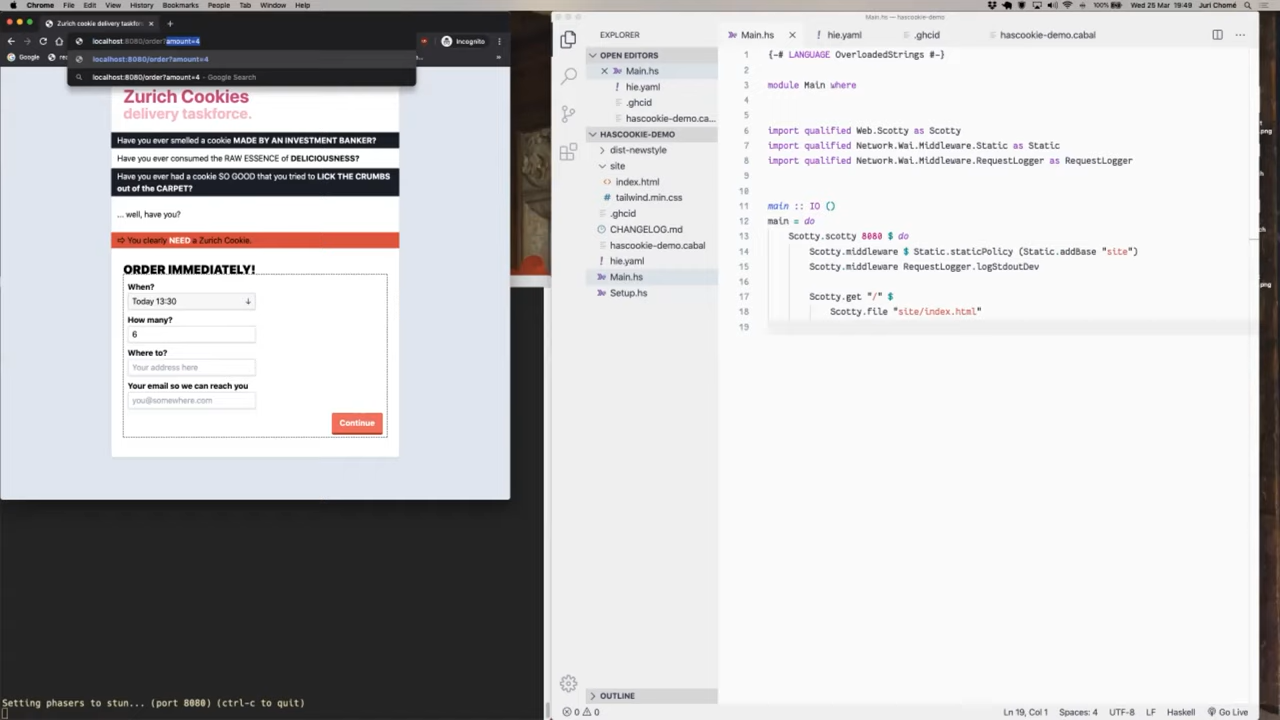 Chrome File Edit View History Bookmarks People Tab Window Help
100% Wed 25 Mar 19:49 Juri Chomé
Zurich cookie delivery taskforc
localhost:8080/order?amount=4
Incognito
localhost:8080/order?amount=4
Google
localhost:8080/order?amount=4 - Google Search
Zurich Cookies
delivery taskforce.
Have you ever smelled a cookie MADE BY AN INVESTMENT BANKER?
Have you ever consumed the RAW ESSENCE of DELICIOUSNESS?
Have you ever had a cookie SO GOOD that you tried to LICK THE CRUMBS
out of the CARPET?
... well, have you?
⇨ You clearly NEED a Zurich Cookie.
ORDER IMMEDIATELY!
When?
Today 13:30
How many?
6
Where to?
Your address here
Your email so we can reach you
you@somewhere.com
Continue
Setting phasers to stun... (port 8080) (ctrl-c to quit)
Main.hs — hascookie-demo
EXPLORER
OPEN EDITORS
Main.hs
hie.yaml
.ghcid
hascookie-demo.ca...
HASCOOKIE-DEMO
dist-newstyle
site
index.html
tailwind.min.css
.ghcid
CHANGELOG.md
hascookie-demo.cabal
hie.yaml
Main.hs
Setup.hs
OUTLINE
Main.hs
hie.yaml
.ghcid
hascookie-demo.cabal
1 {-# LANGUAGE OverloadedStrings #-}
2
3 module Main where
4
5
6 import qualified Web.Scotty as Scotty
7 import qualified Network.Wai.Middleware.Static as Static
8 import qualified Network.Wai.Middleware.RequestLogger as RequestLogger
9
10
11 main :: IO ()
12 main = do
13 Scotty.scotty 8080 $ do
14 Scotty.middleware $ Static.staticPolicy (Static.addBase "site")
15 Scotty.middleware RequestLogger.logStdoutDev
16
17 Scotty.get "/" $
18 Scotty.file "site/index.html"
19
0 0
Ln 19, Col 1 Spaces: 4 UTF-8 LF Haskell Go Live